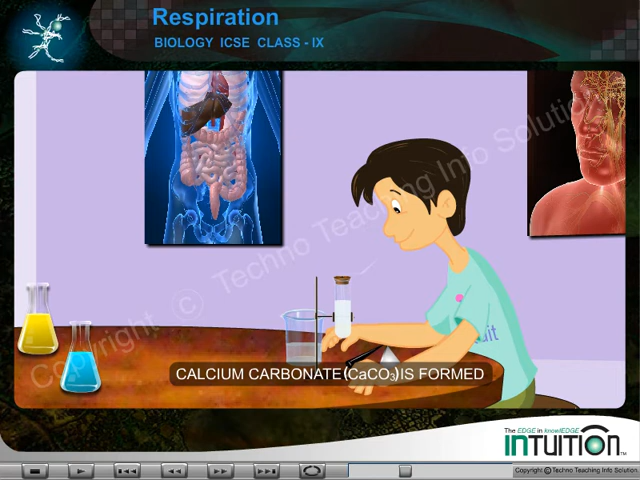 Respiration
BIOLOGY ICSE CLASS - IX
Copyright © Techno Teaching Info Solution
CALCIUM CARBONATE(CaCO₃)IS FORMED
The EDGE in knowlEDGE
INTUITION™
Copyright © Techno Teaching Info Solution.